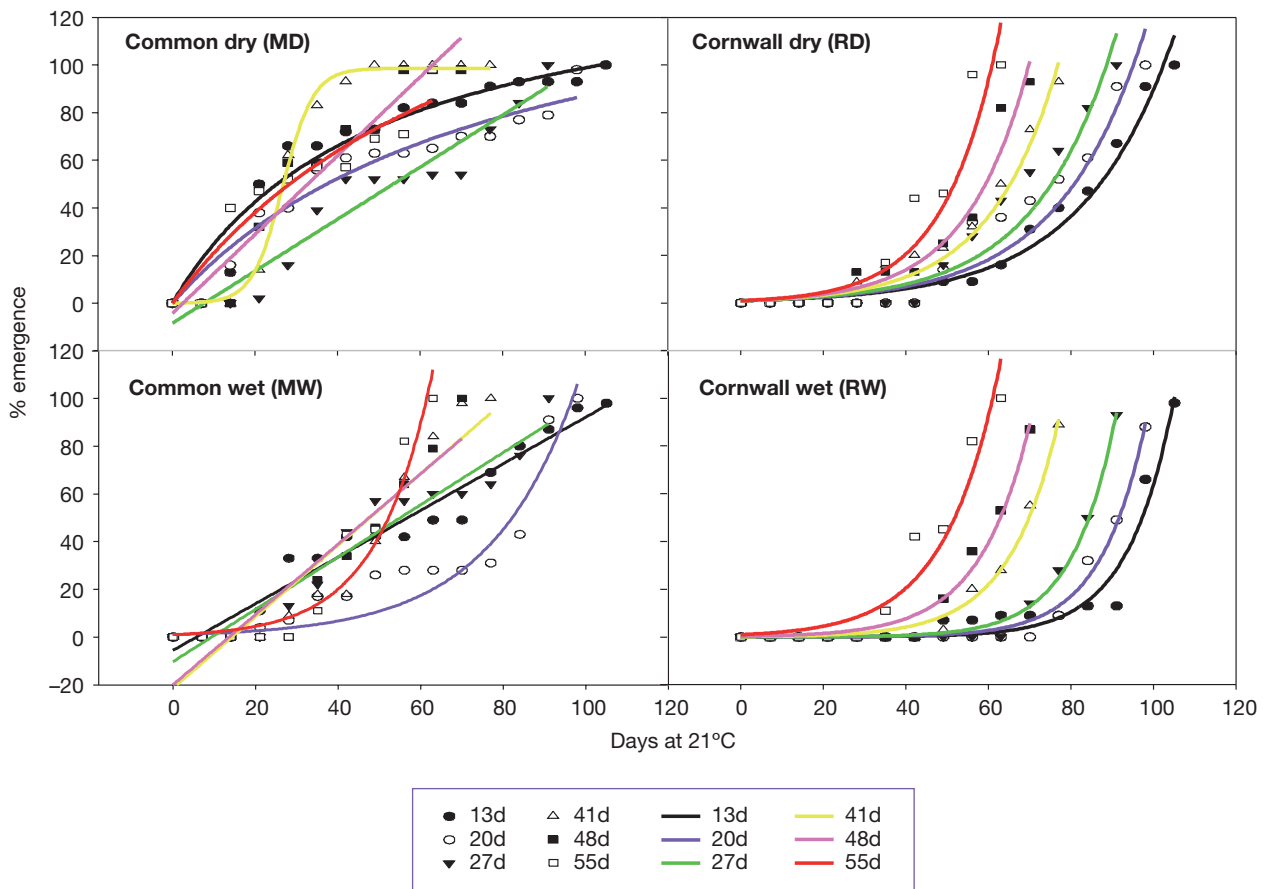 120
100
80
60
40
20
0
Common dry (MD)
Cornwall dry (RD)
120
100
80
60
40
20
0
–20
Common wet (MW)
Cornwall wet (RW)
% emergence
0 20 40 60 80 100 120
0 20 40 60 80 100 120
Days at 21°C
13d 41d 13d 41d
20d 48d 20d 48d
27d 55d 27d 55d